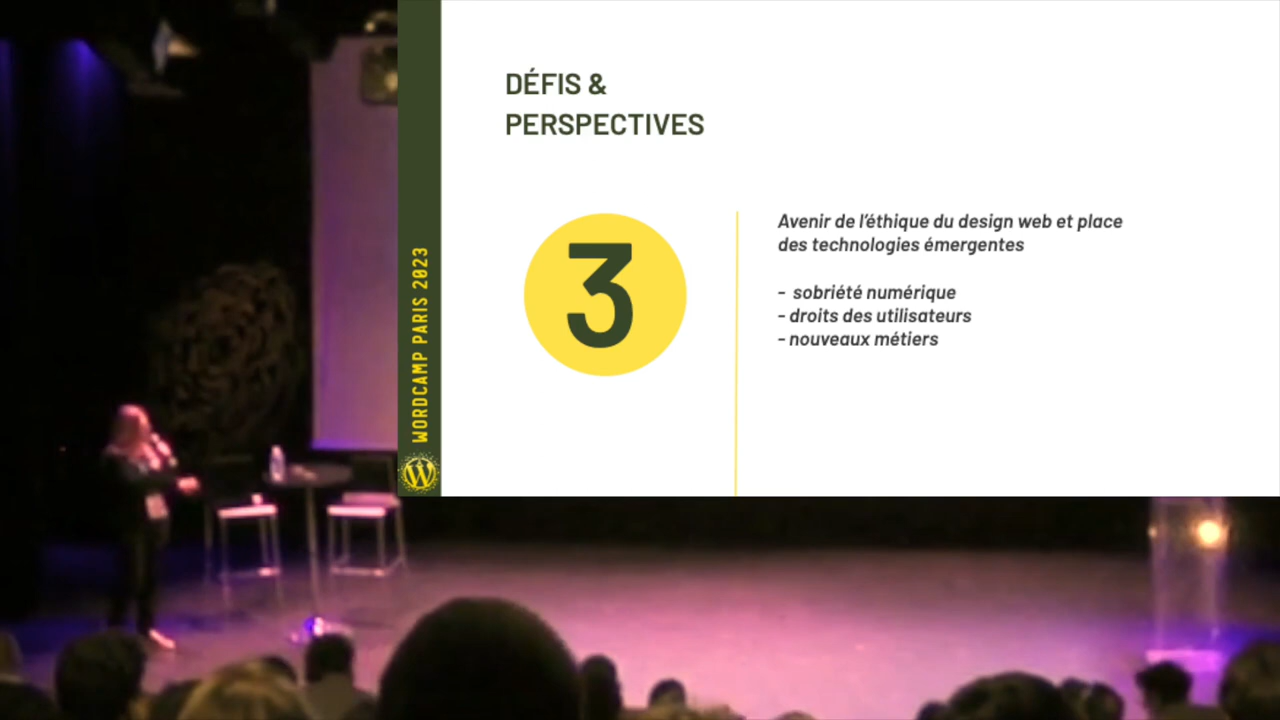 DÉFIS &
PERSPECTIVES
3
Avenir de l'éthique du design web et place
des technologies émergentes
- sobriété numérique
- droits des utilisateurs
- nouveaux métiers
WORDCAMP PARIS 2023
W